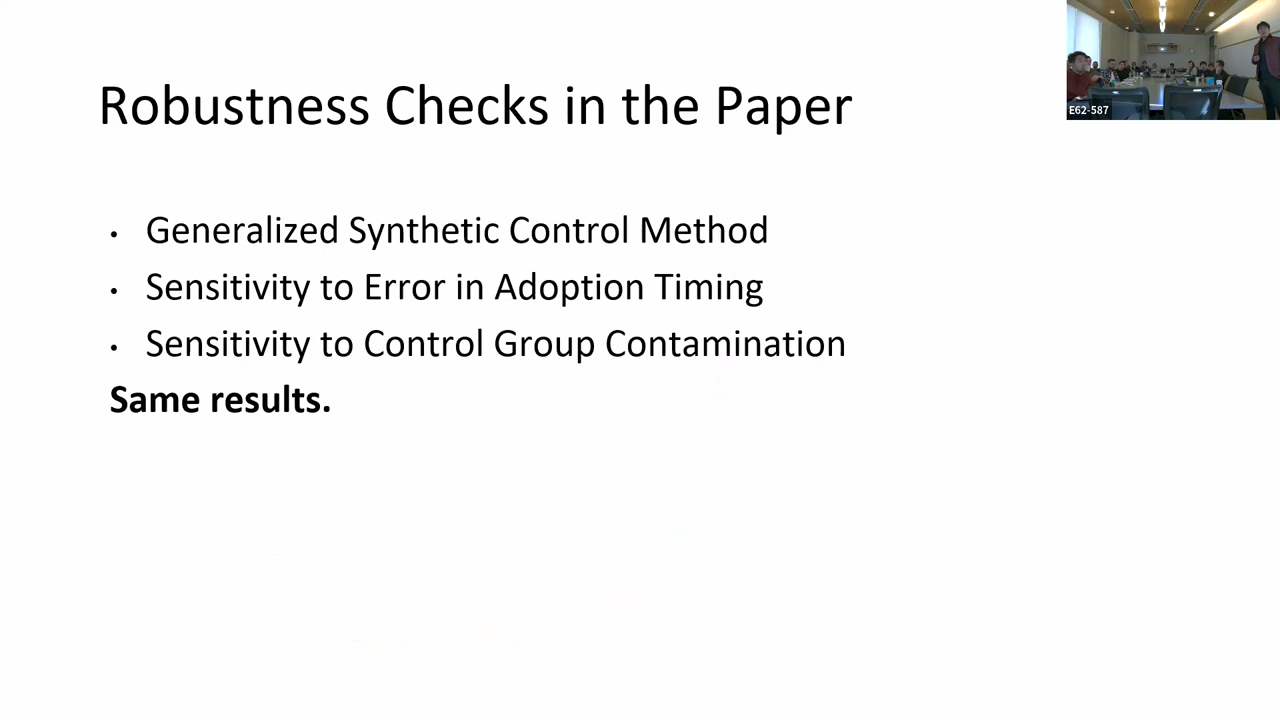 Robustness Checks in the Paper
• Generalized Synthetic Control Method
• Sensitivity to Error in Adoption Timing
• Sensitivity to Control Group Contamination
Same results.
E62-587